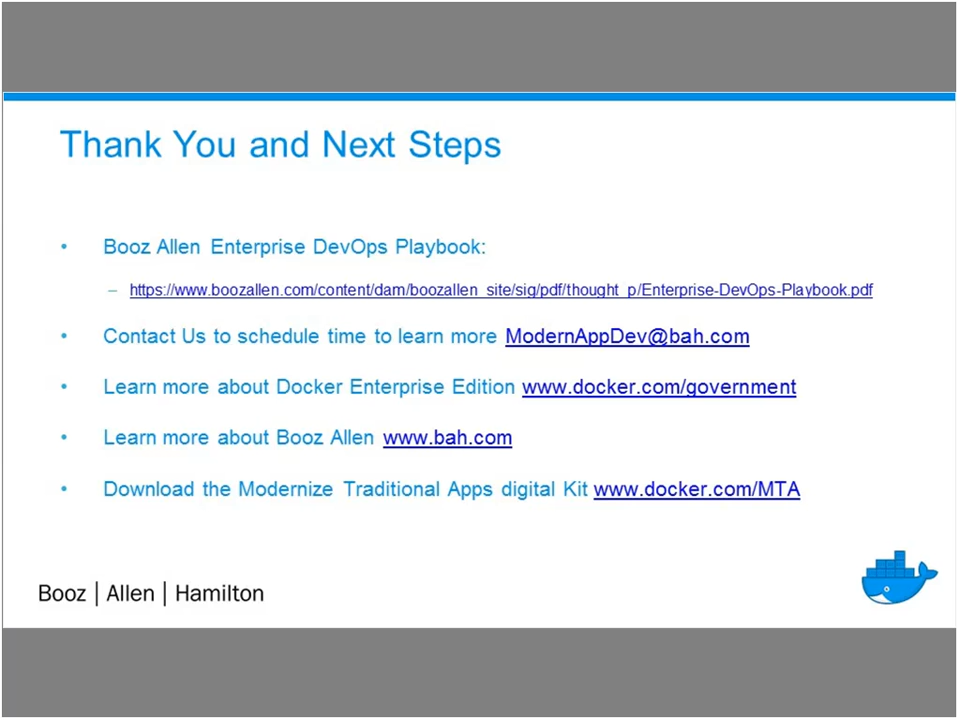 Thank You and Next Steps
• Booz Allen Enterprise DevOps Playbook:
– https://www.boozallen.com/content/dam/boozallen_site/sig/pdf/thought_p/Enterprise-DevOps-Playbook.pdf
• Contact Us to schedule time to learn more ModernAppDev@bah.com
• Learn more about Docker Enterprise Edition www.docker.com/government
• Learn more about Booz Allen www.bah.com
• Download the Modernize Traditional Apps digital Kit www.docker.com/MTA
Booz | Allen | Hamilton